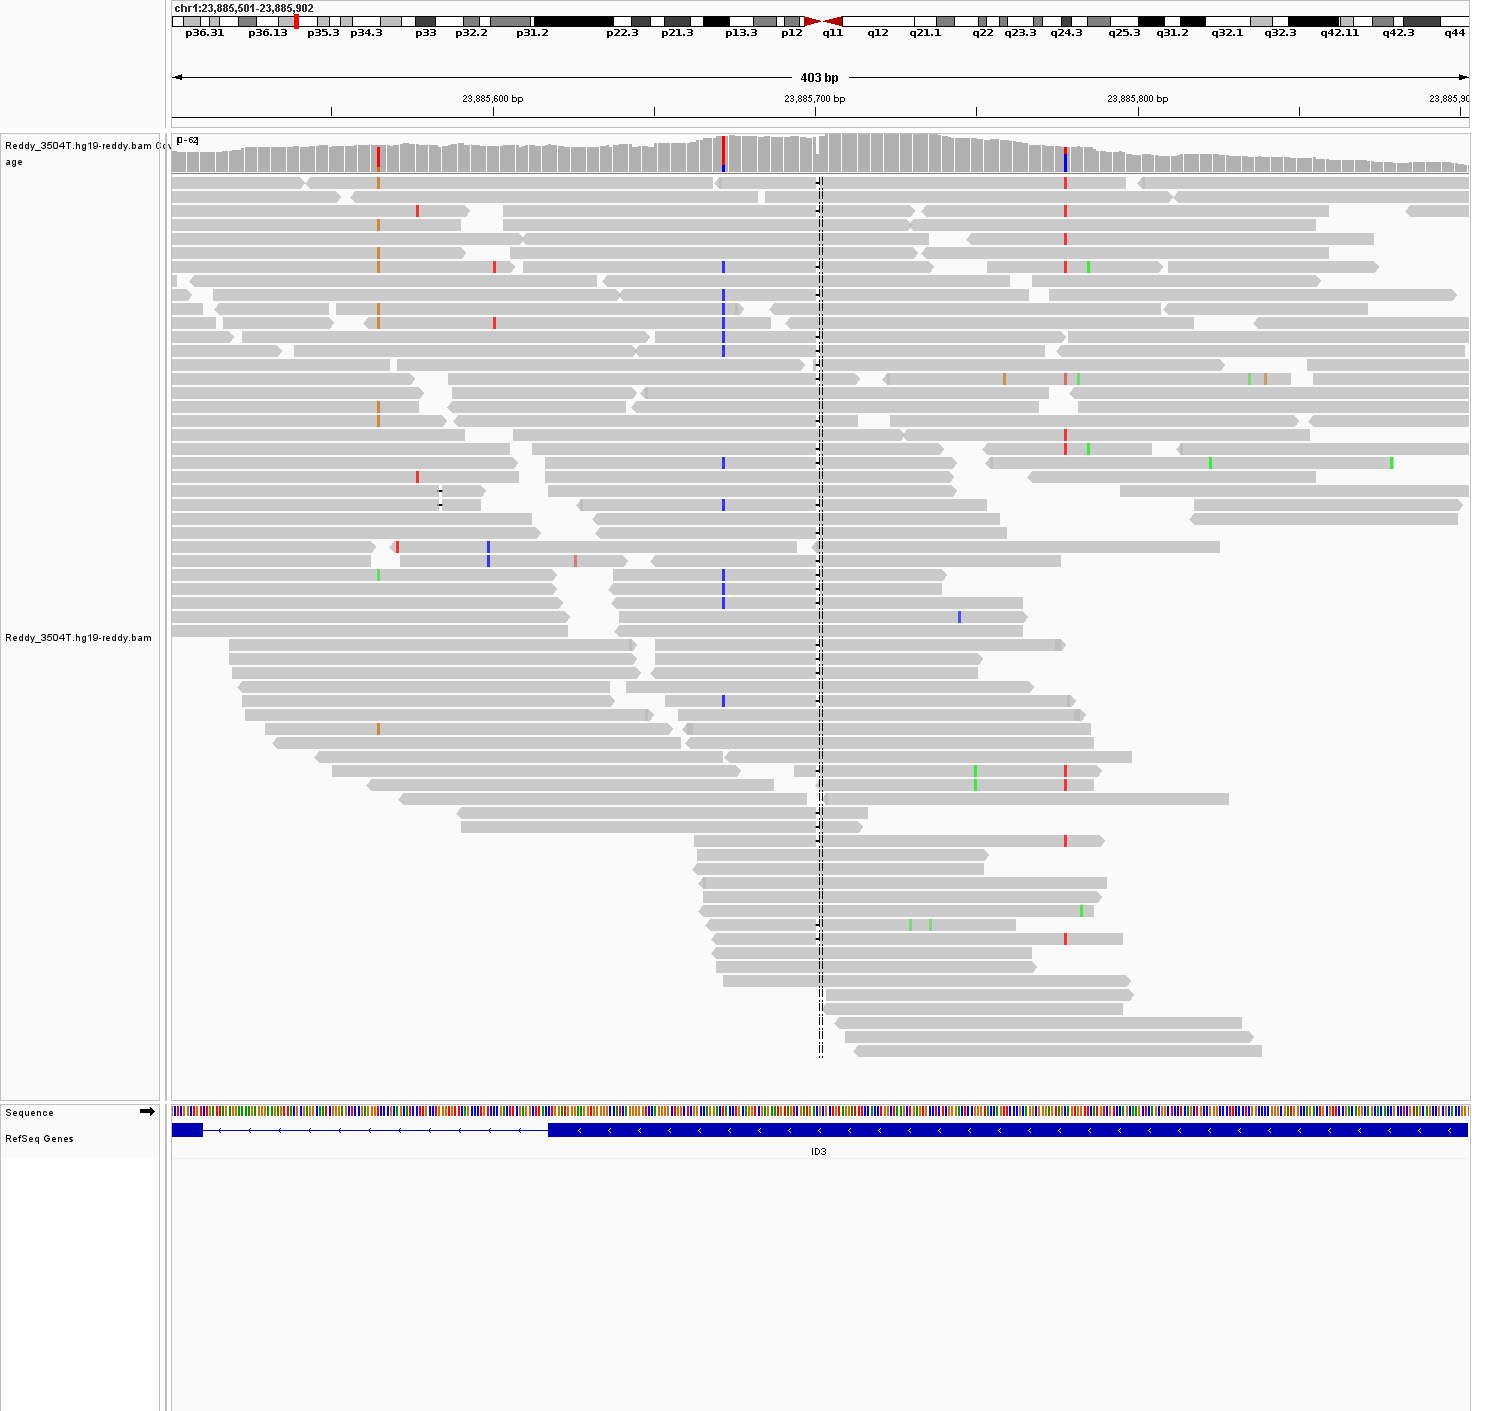 chr1:23,885,501-23,885,902
p36.31 p36.13 p35.3 p34.3 p33 p32.2 p31.2 p22.3 p21.3 p13.3 p12 q11 q12 q21.1 q22 q23.3 q24.3 q25.3 q31.2 q32.1 q32.3 q42.11 q42.3 q44
403 bp
23,885,600 bp 23,885,700 bp 23,885,800 bp 23,885,90
Reddy_3504T.hg19-reddy.bam Cov
age
[0-62]
Reddy_3504T.hg19-reddy.bam
Sequence
RefSeq Genes
ID3